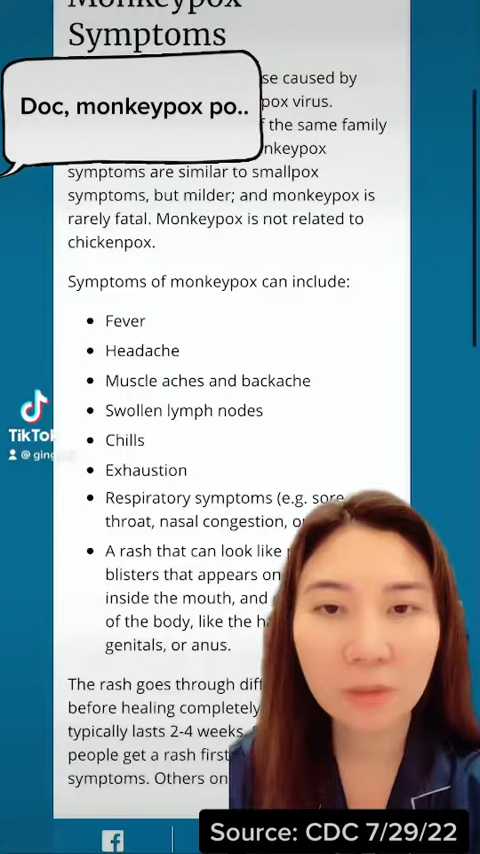 Monkeypox
Symptoms
Doc, monkeypox po..
se caused by
pox virus.
f the same family
nkeypox
symptoms are similar to smallpox
symptoms, but milder; and monkeypox is
rarely fatal. Monkeypox is not related to
chickenpox.
Symptoms of monkeypox can include:
• Fever
• Headache
• Muscle aches and backache
• Swollen lymph nodes
• Chills
• Exhaustion
• Respiratory symptoms (e.g. sore
throat, nasal congestion, o
• A rash that can look like
blisters that appears on
inside the mouth, and
of the body, like the ha
genitals, or anus.
The rash goes through diff
before healing completely
typically lasts 2-4 weeks.
people get a rash first
symptoms. Others on
TikTok
@ ging
Source: CDC 7/29/22